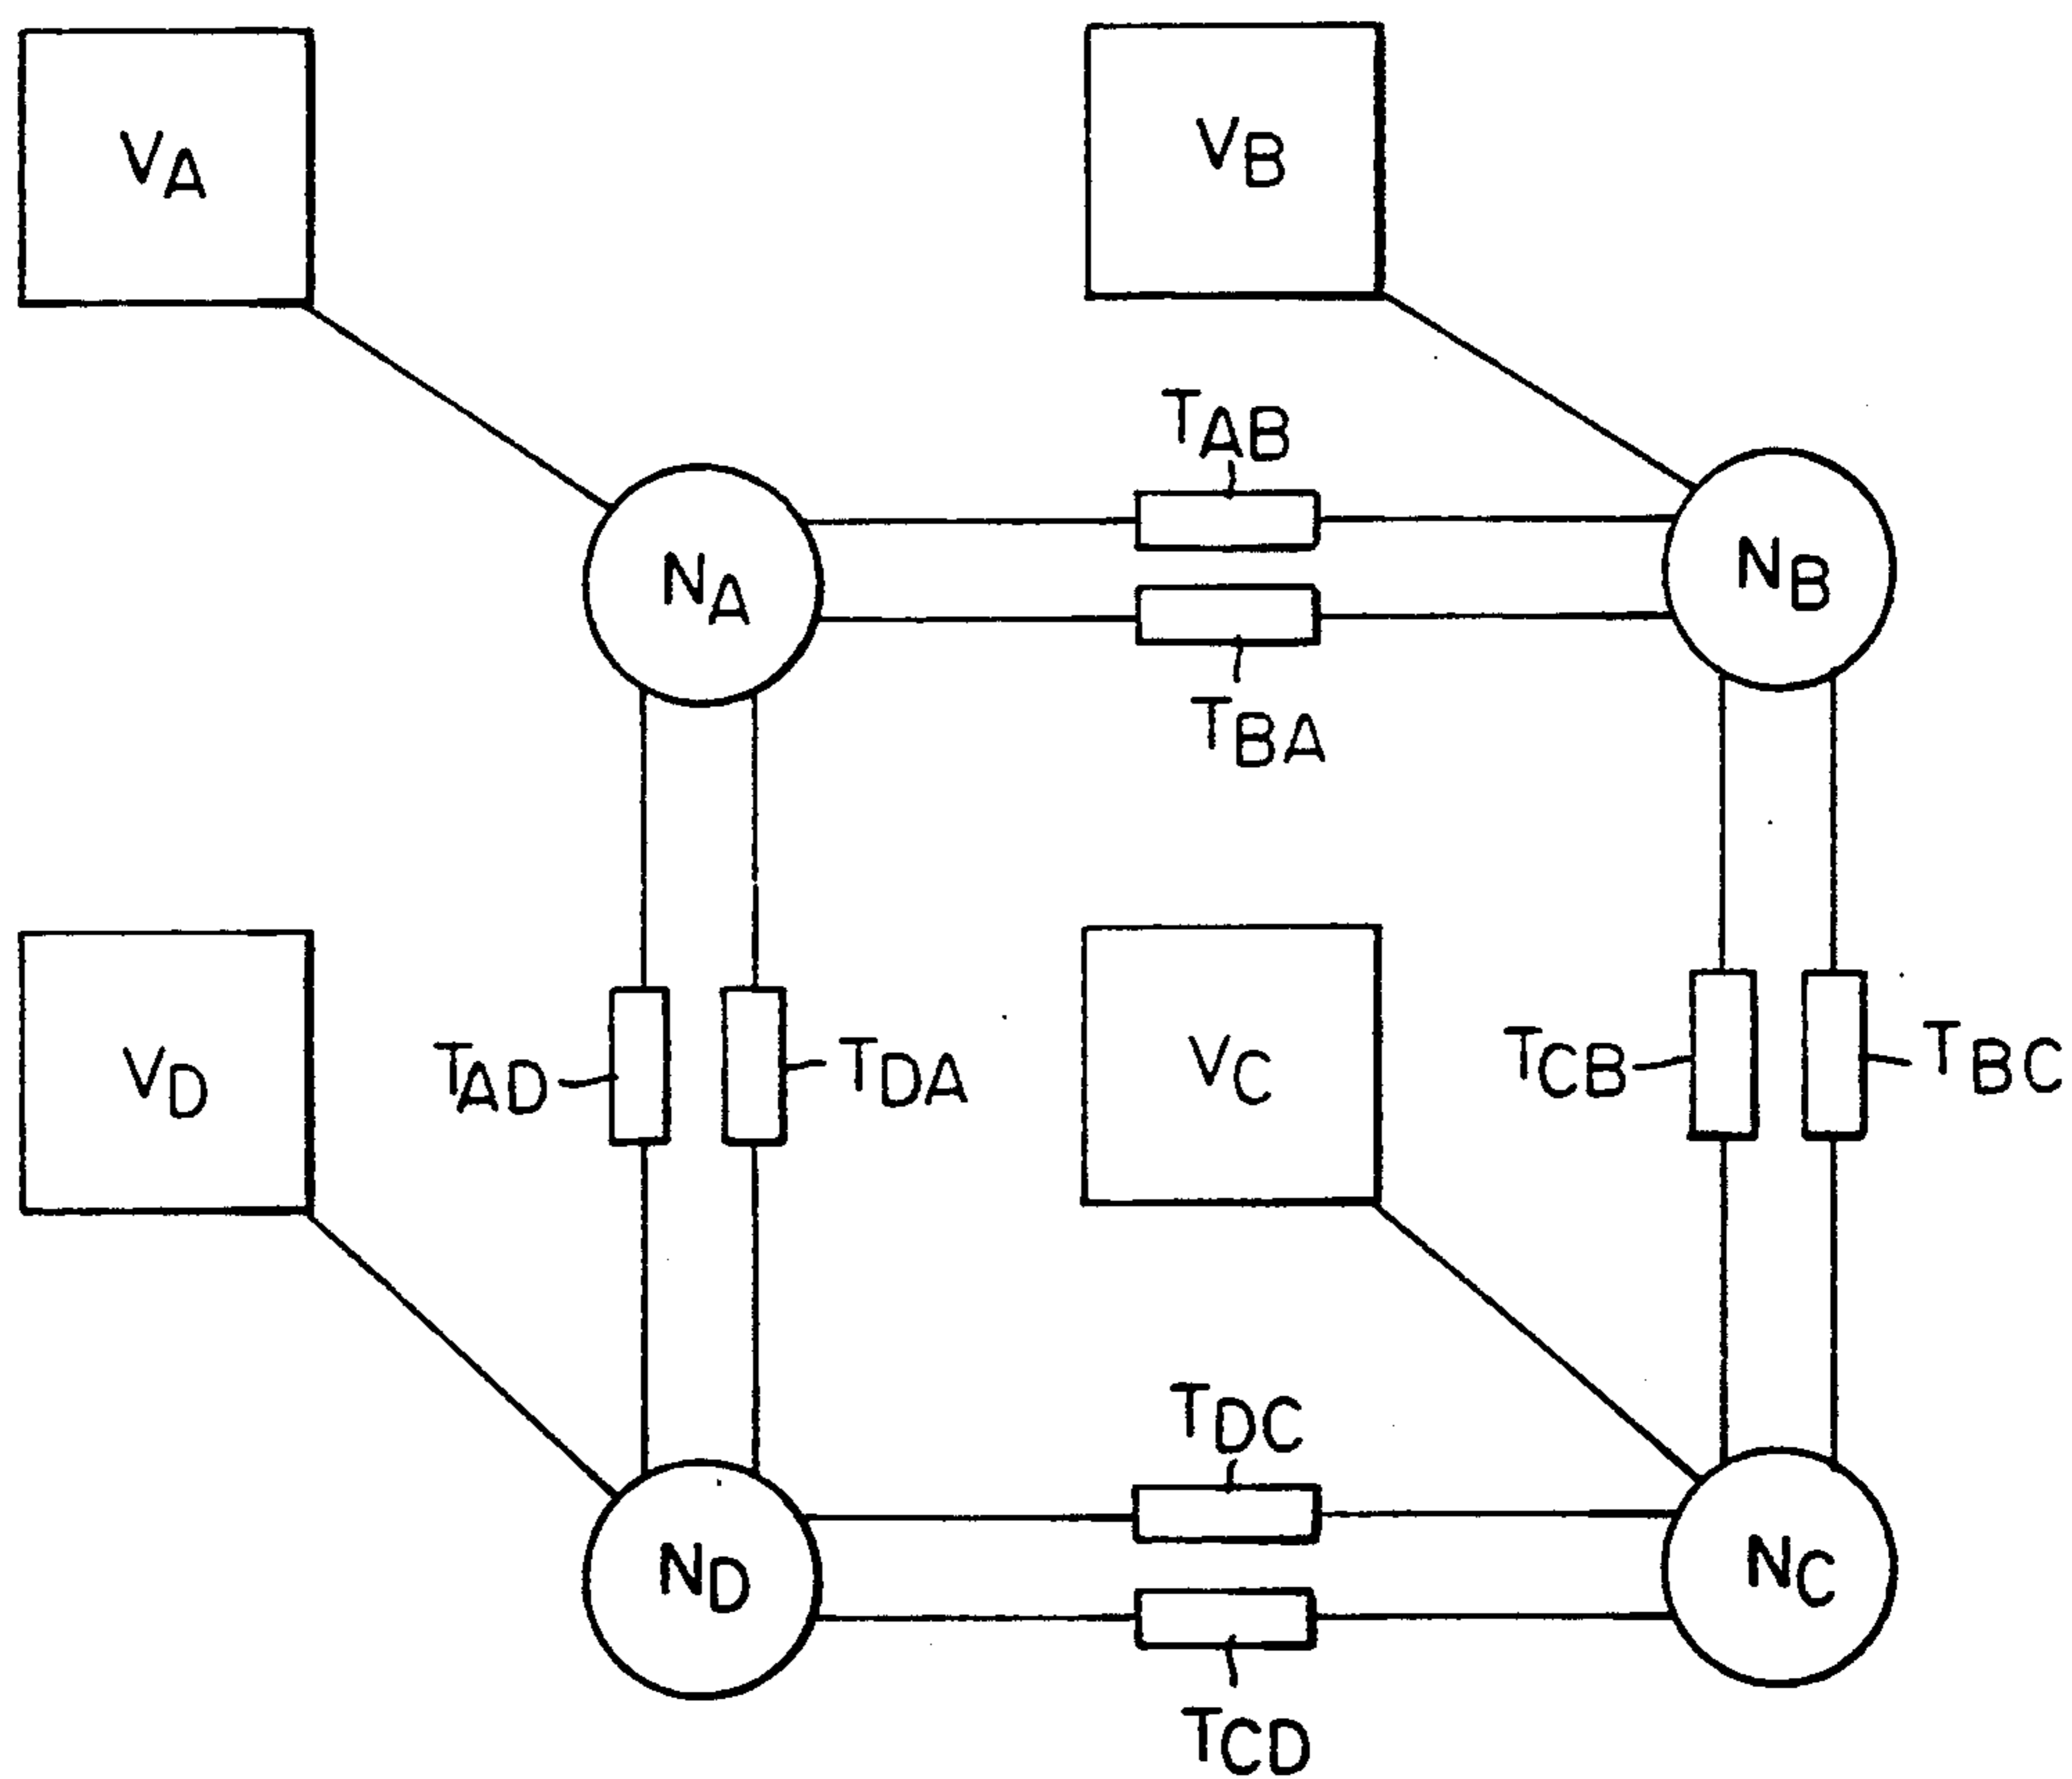 VA
VB
TAB
NA
NB
TBA
VD
TAD
TDA
VC
TCB
TBC
TDC
ND
NC
TCD